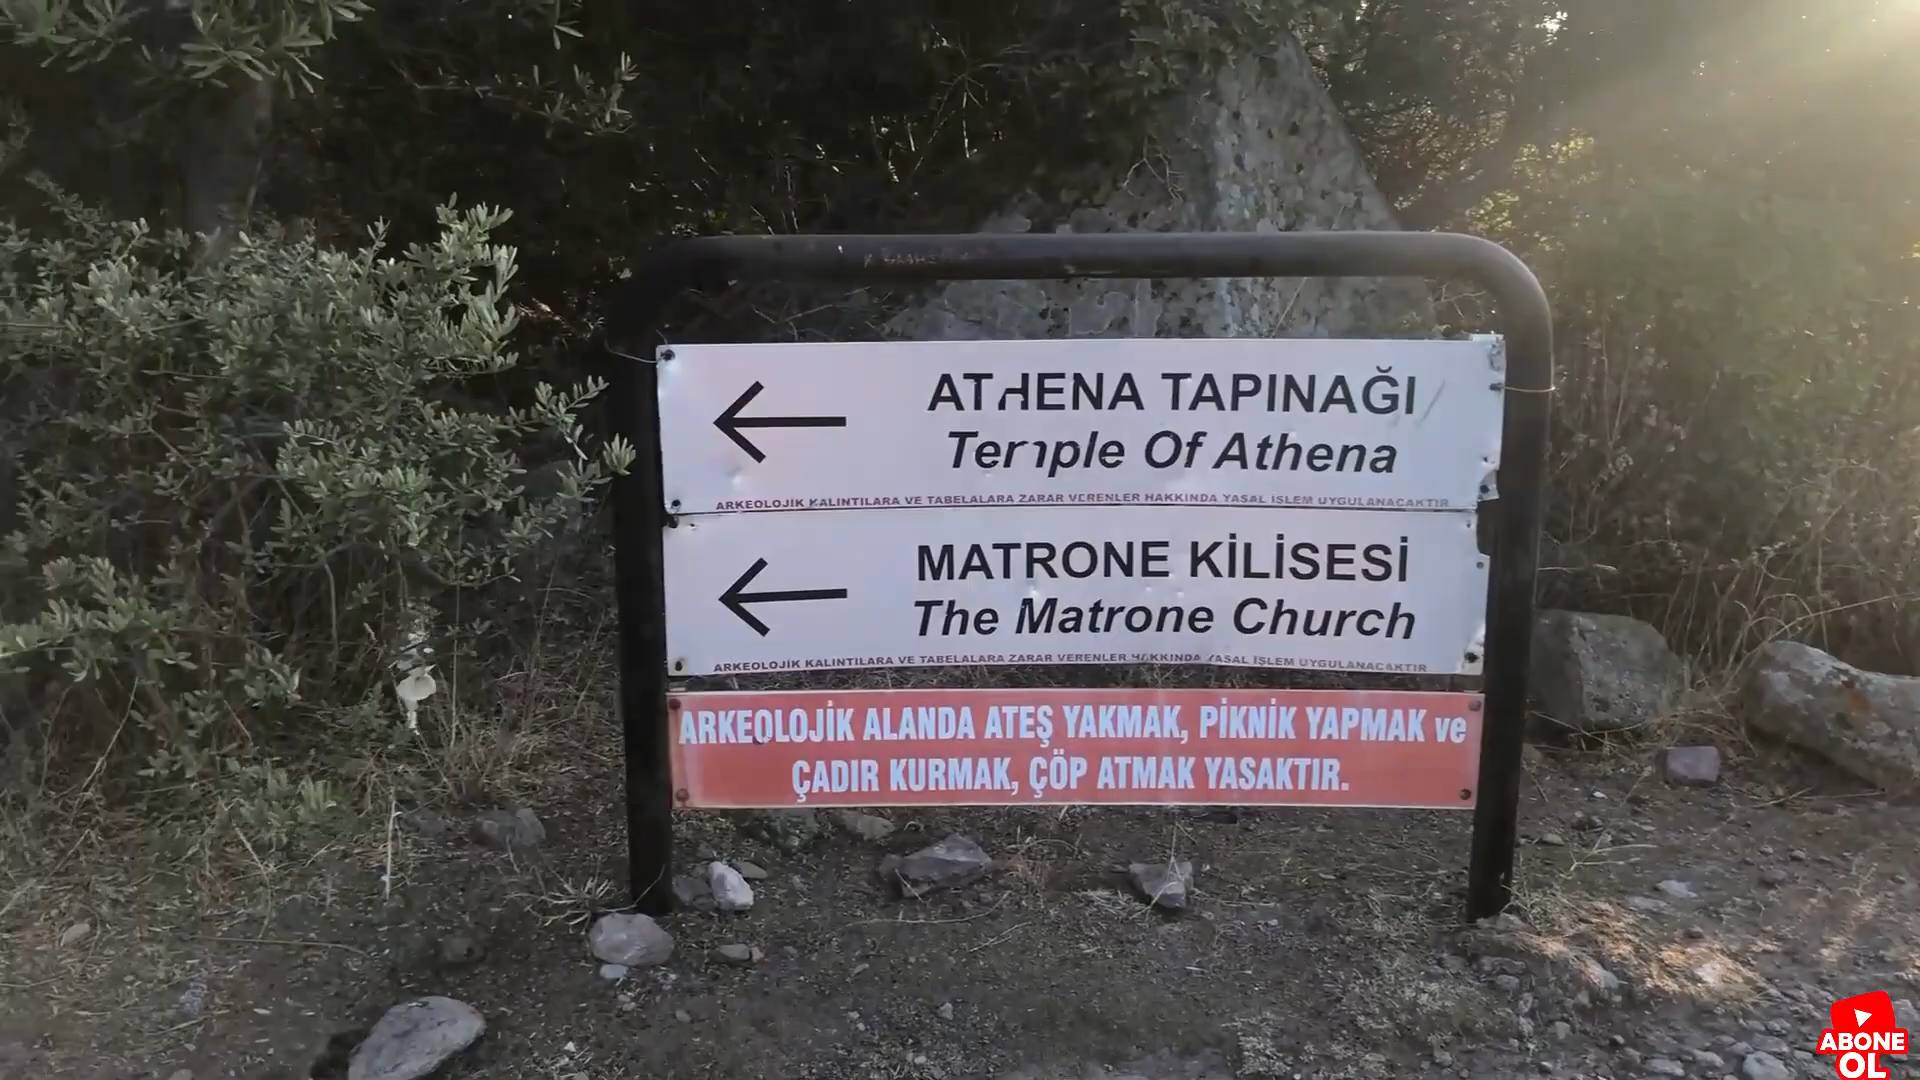 ATHENA TAPINAĞI
Temple Of Athena
ARKEOLOJİK KALINTILARA VE TABELALARA ZARAR VERENLER HAKKINDA YASAL İŞLEM UYGULANACAKTIR
MATRONE KİLİSESİ
The Matrone Church
ARKEOLOJİK KALINTILARA VE TABELALARA ZARAR VERENLER HAKKINDA YASAL İŞLEM UYGULANACAKTIR
ARKEOLOJİK ALANDA ATEŞ YAKMAK, PİKNİK YAPMAK ve
ÇADIR KURMAK, ÇÖP ATMAK YASAKTIR.
ABONE
OL